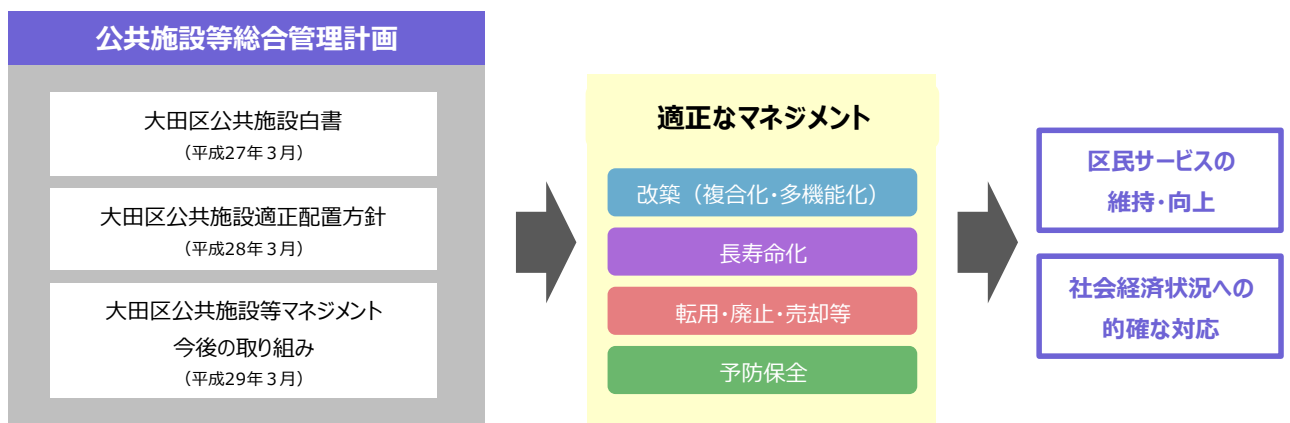 公共施設等総合管理計画
大田区公共施設白書
（平成27年３月）
大田区公共施設適正配置方針
（平成28年３月）
大田区公共施設等マネジメント
今後の取り組み
（平成29年３月）
適正なマネジメント
改築（複合化・多機能化）
長寿命化
転用・廃止・売却等
予防保全
区民サービスの
維持・向上
社会経済状況への
的確な対応